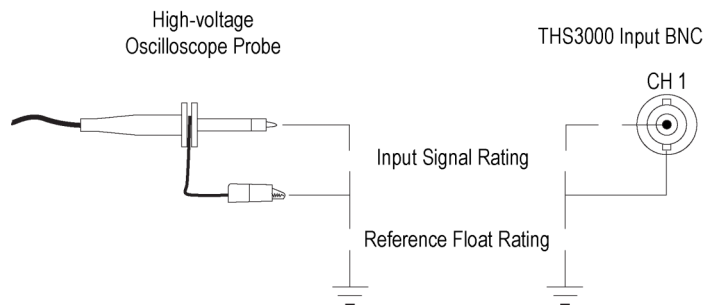 High-voltage
Oscilloscope Probe
THS3000 Input BNC
CH 1
Input Signal Rating
Reference Float Rating